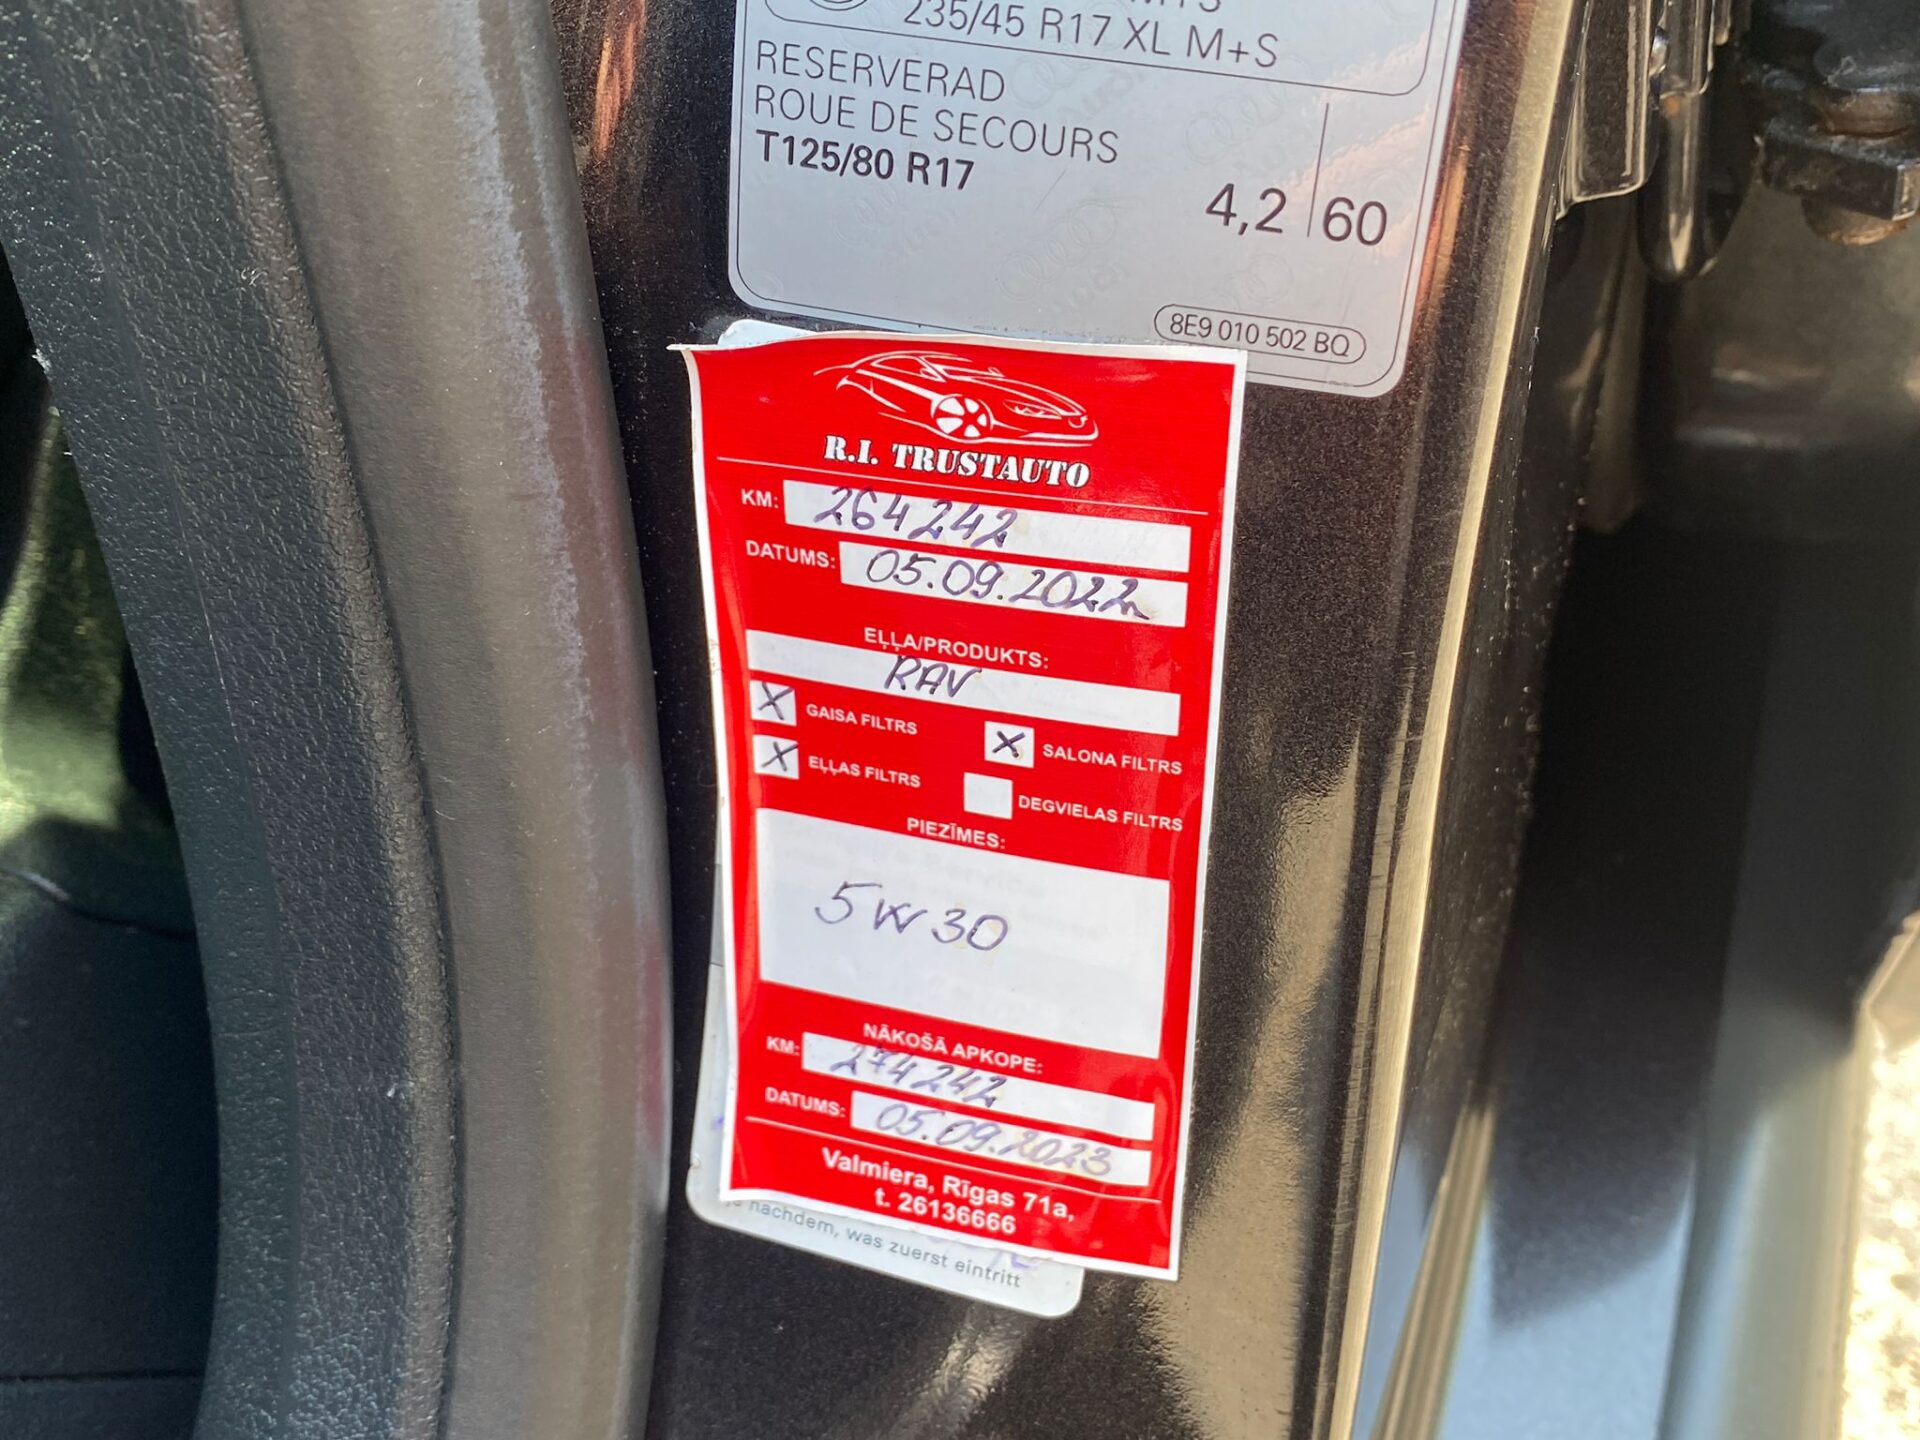 235/45 R17 XL M+S
RESERVERAD
ROUE DE SECOURS
T125/80 R17
4,2 | 60
8E9 010 502 BQ
R.I. TRUSTAUTO
KM: 264242
DATUMS: 05.09.2022
EĻĻA/PRODUKTS:
RAV
X GAISA FILTRS
X SALONA FILTRS
X EĻĻAS FILTRS
DEGVIELAS FILTRS
PIEZĪMES:
5W30
NĀKOŠĀ APKOPE:
KM: 274242
DATUMS: 05.09.2023
Valmiera, Rīgas 71a,
t. 26136666
nachdem, was zuerst eintritt